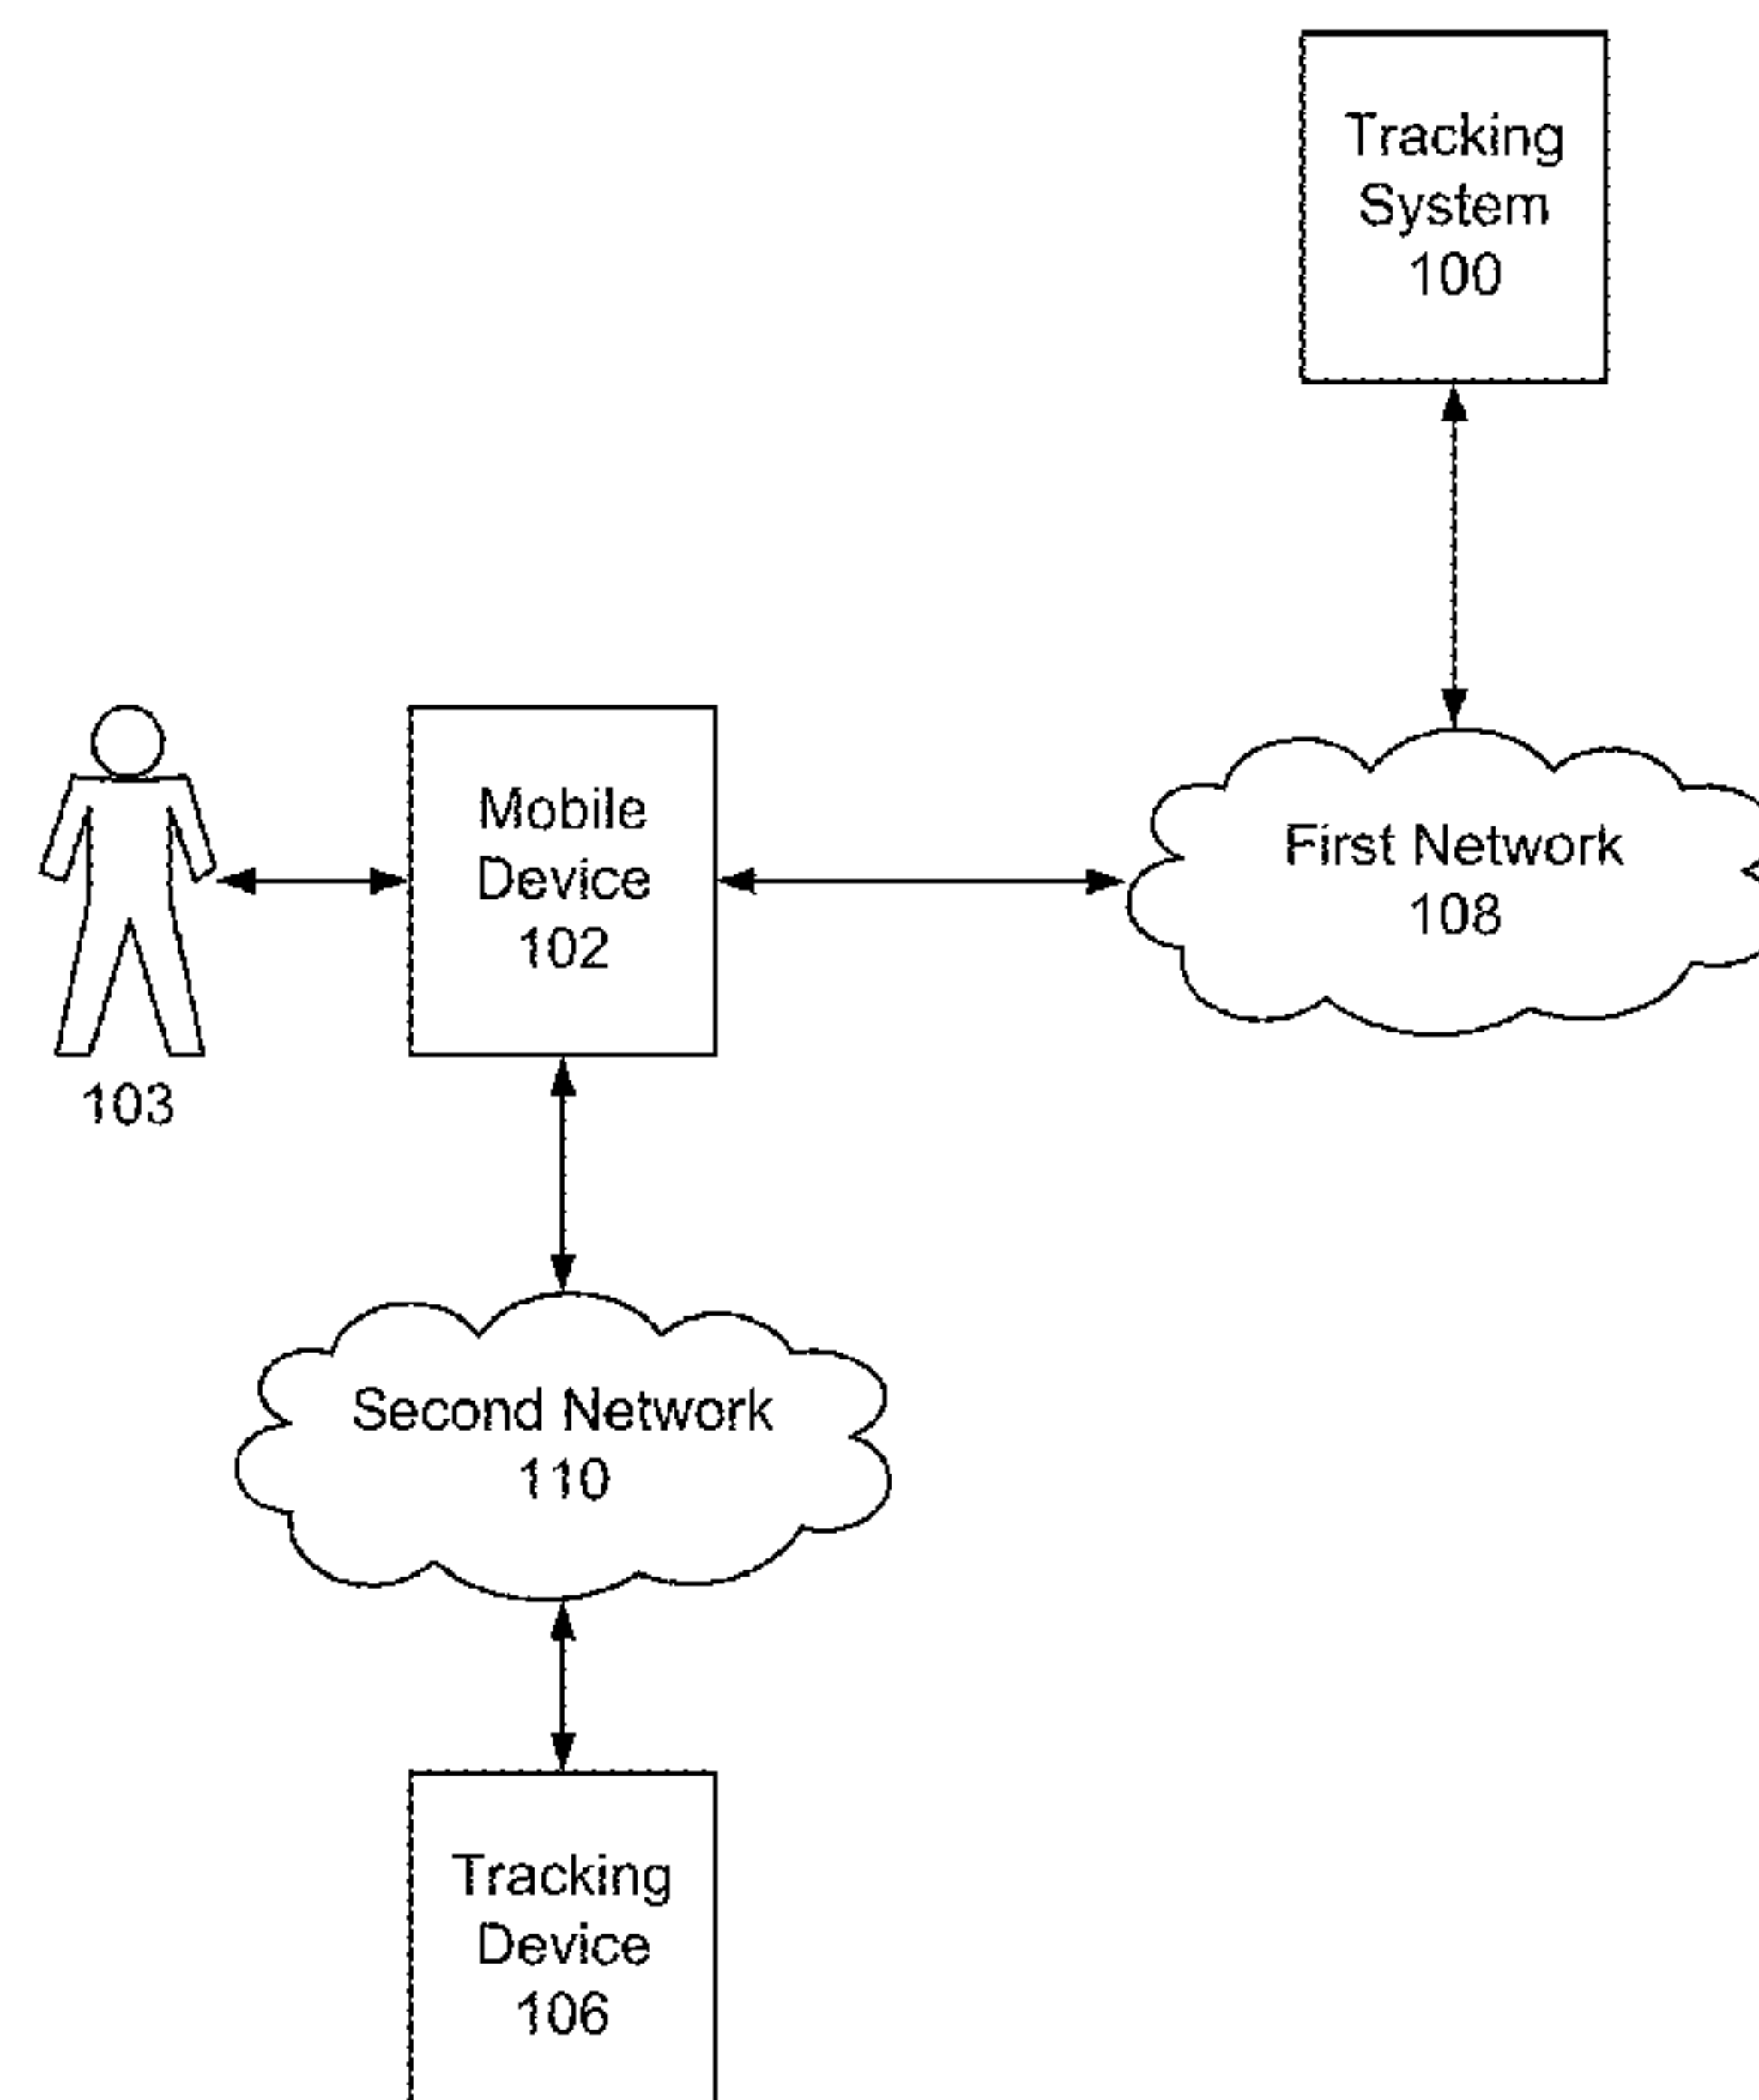 Tracking
System
100
Mobile
Device
102
First Network
108
103
Second Network
110
Tracking
Device
106